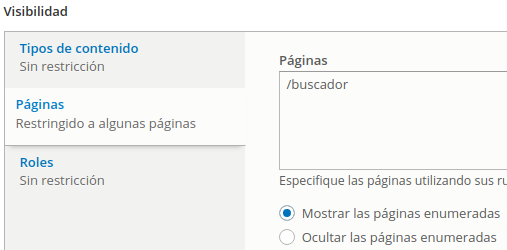 Visibilidad
Tipos de contenido
Sin restricción
Páginas
Restringido a algunas páginas
Roles
Sin restricción
Páginas
/buscador
Especifique las páginas utilizando sus
Mostrar las páginas enumeradas
Ocultar las páginas enumeradas